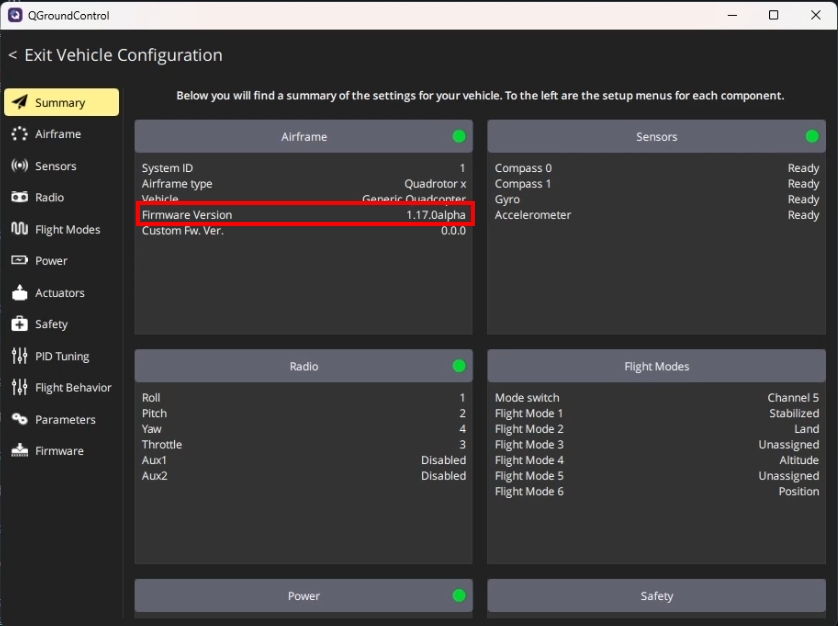 QGroundControl
< Exit Vehicle Configuration
Below you will find a summary of the settings for your vehicle. To the left are the setup menus for each component.
Summary
Airframe
Sensors
Radio
Flight Modes
Power
Actuators
Safety
PID Tuning
Flight Behavior
Parameters
Firmware
Airframe
System ID 1
Airframe type Quadrotor x
Vehicle Generic Quadcopter
Firmware Version 1.17.0alpha
Custom Fw. Ver. 0.0.0
Sensors
Compass 0 Ready
Compass 1 Ready
Gyro Ready
Accelerometer Ready
Radio
Roll 1
Pitch 2
Yaw 4
Throttle 3
Aux1 Disabled
Aux2 Disabled
Flight Modes
Mode switch Channel 5
Flight Mode 1 Stabilized
Flight Mode 2 Land
Flight Mode 3 Unassigned
Flight Mode 4 Altitude
Flight Mode 5 Unassigned
Flight Mode 6 Position
Power
Safety